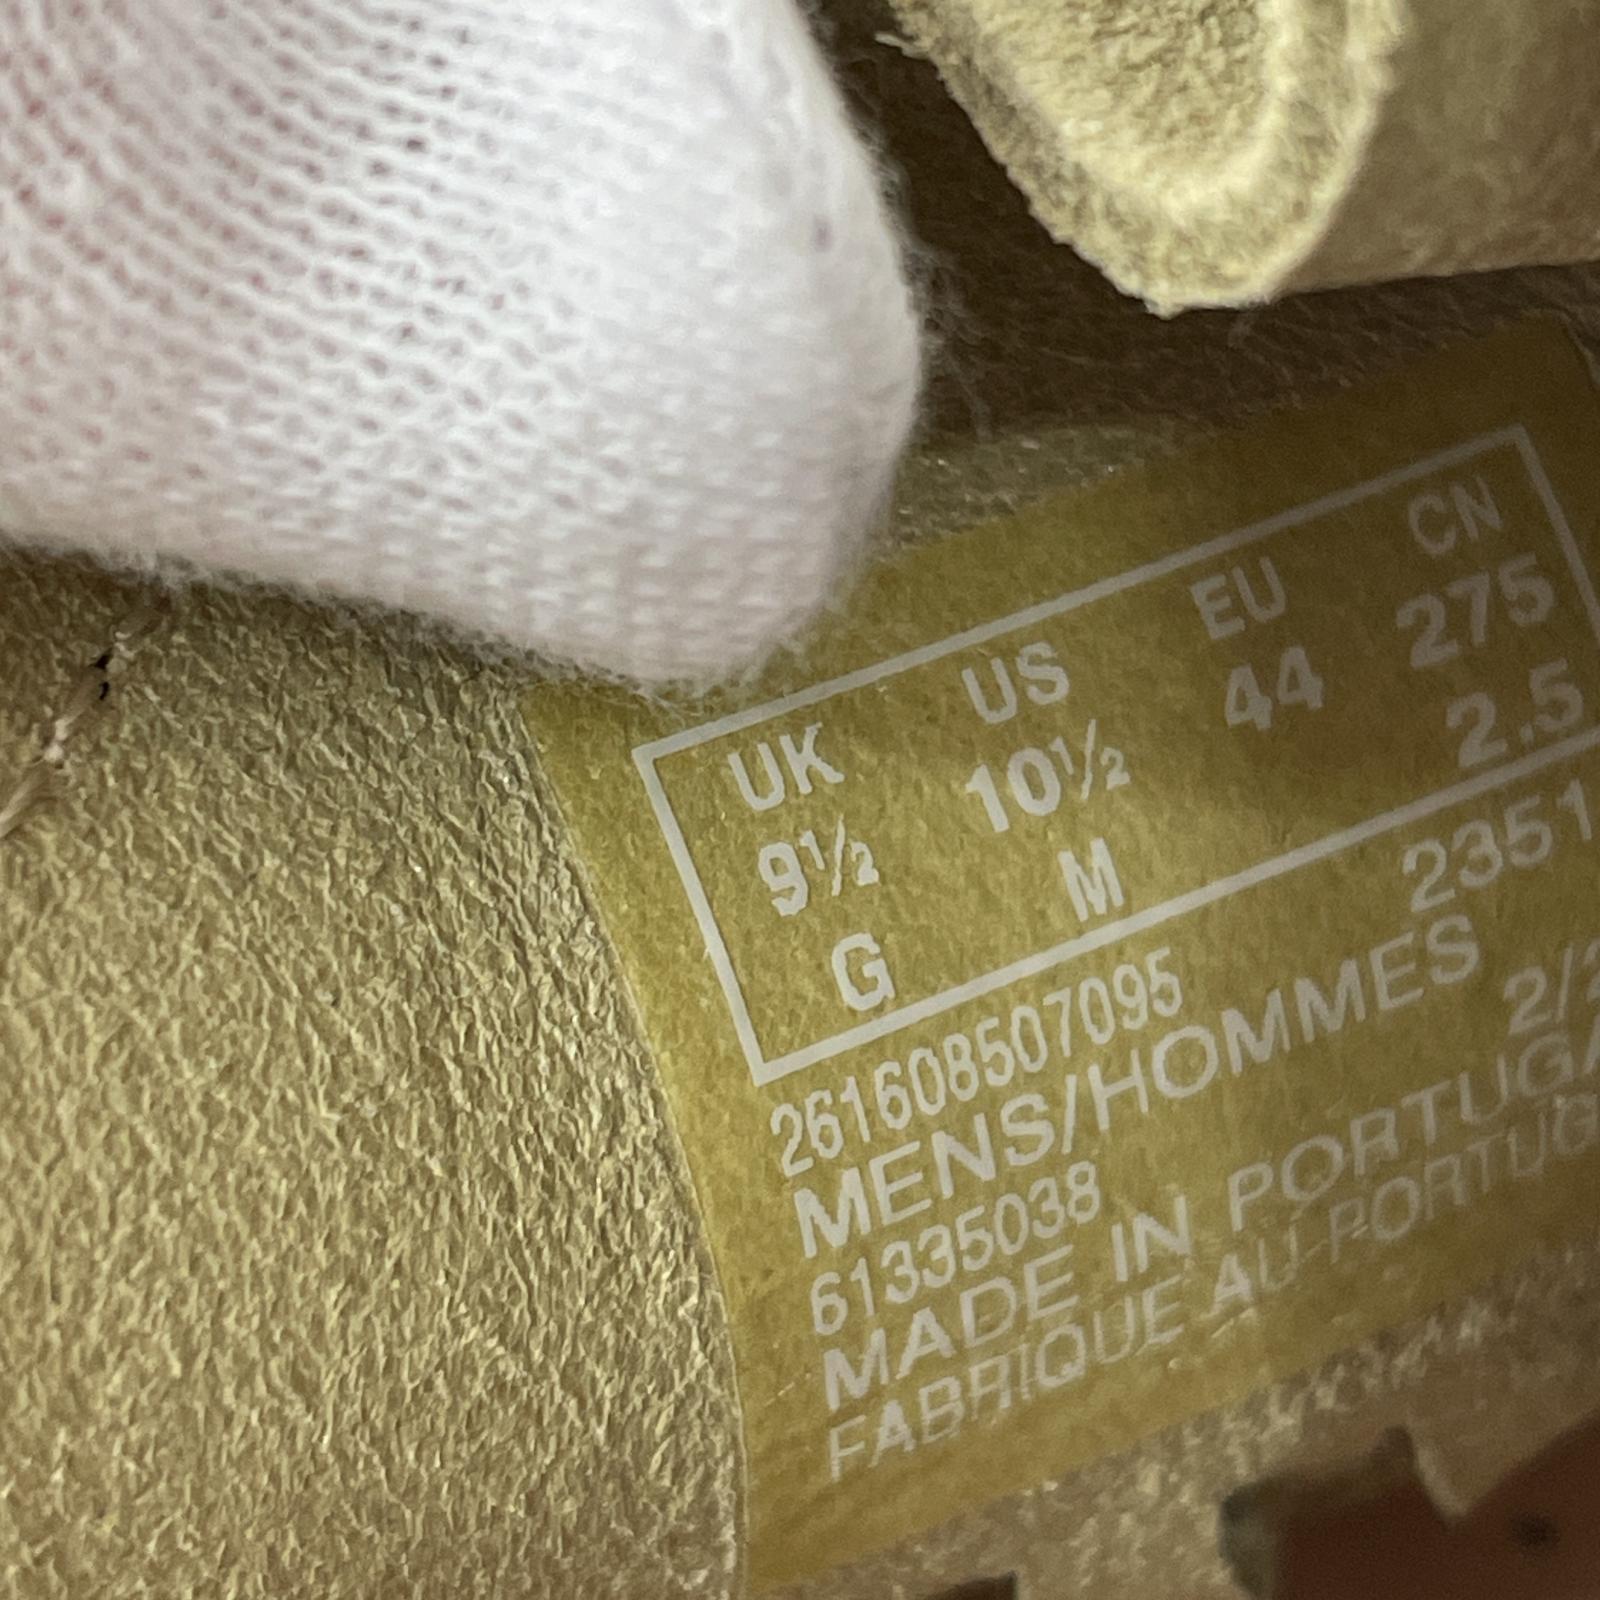 UK US EU CN
9½ 10½ 44 275
G M 2.5
261608507095 2351
MENS/HOMMES
61335038 2/2
MADE IN PORTUGA
FABRIQUE AU PORTUG